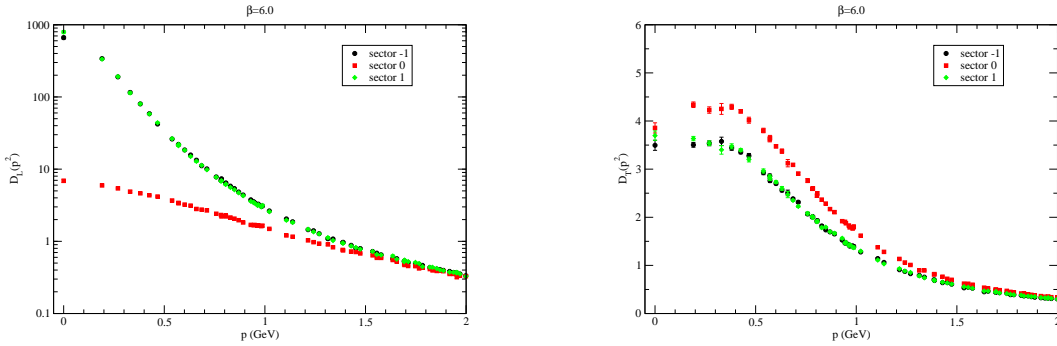 β=6.0
1000
100
10
1
0.1
D_L(p^2)
sector -1
sector 0
sector 1
0 0.5 1 1.5 2
p (GeV)
β=6.0
6
5
4
3
2
1
0
D_T(p^2)
sector -1
sector 0
sector 1
0 0.5 1 1.5 2
p (GeV)